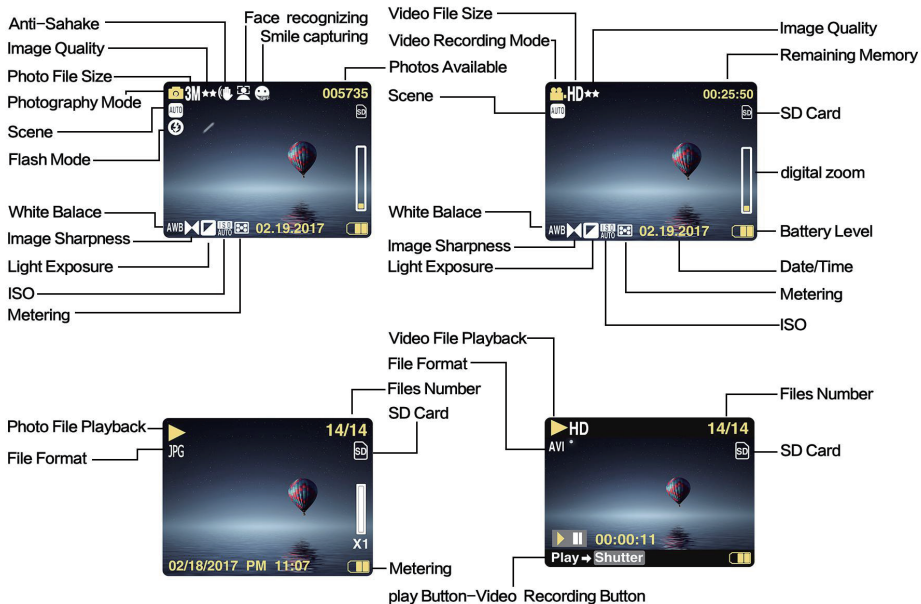 Anti-Sahake
Image Quality
Photo File Size
Photography Mode
Scene
Flash Mode
White Balace
Image Sharpness
Light Exposure
ISO
Metering
Face recognizing
Smile capturing
Photos Available
3M
005735
AUTO
SD
AWB
ISO
AUTO
02.19.2017
Video File Size
Video Recording Mode
Scene
White Balace
Image Sharpness
Light Exposure
Image Quality
Remaining Memory
SD Card
digital zoom
Battery Level
Date/Time
Metering
ISO
HD
00:25:50
AUTO
SD
AWB
ISO
AUTO
02.19.2017
Photo File Playback
File Format
Files Number
SD Card
Metering
JPG
14/14
SD
X1
02/18/2017 PM 11:07
Video File Playback
File Format
Files Number
SD Card
HD
14/14
AVI
SD
00:00:11
Play Shutter
play Button-Video Recording Button